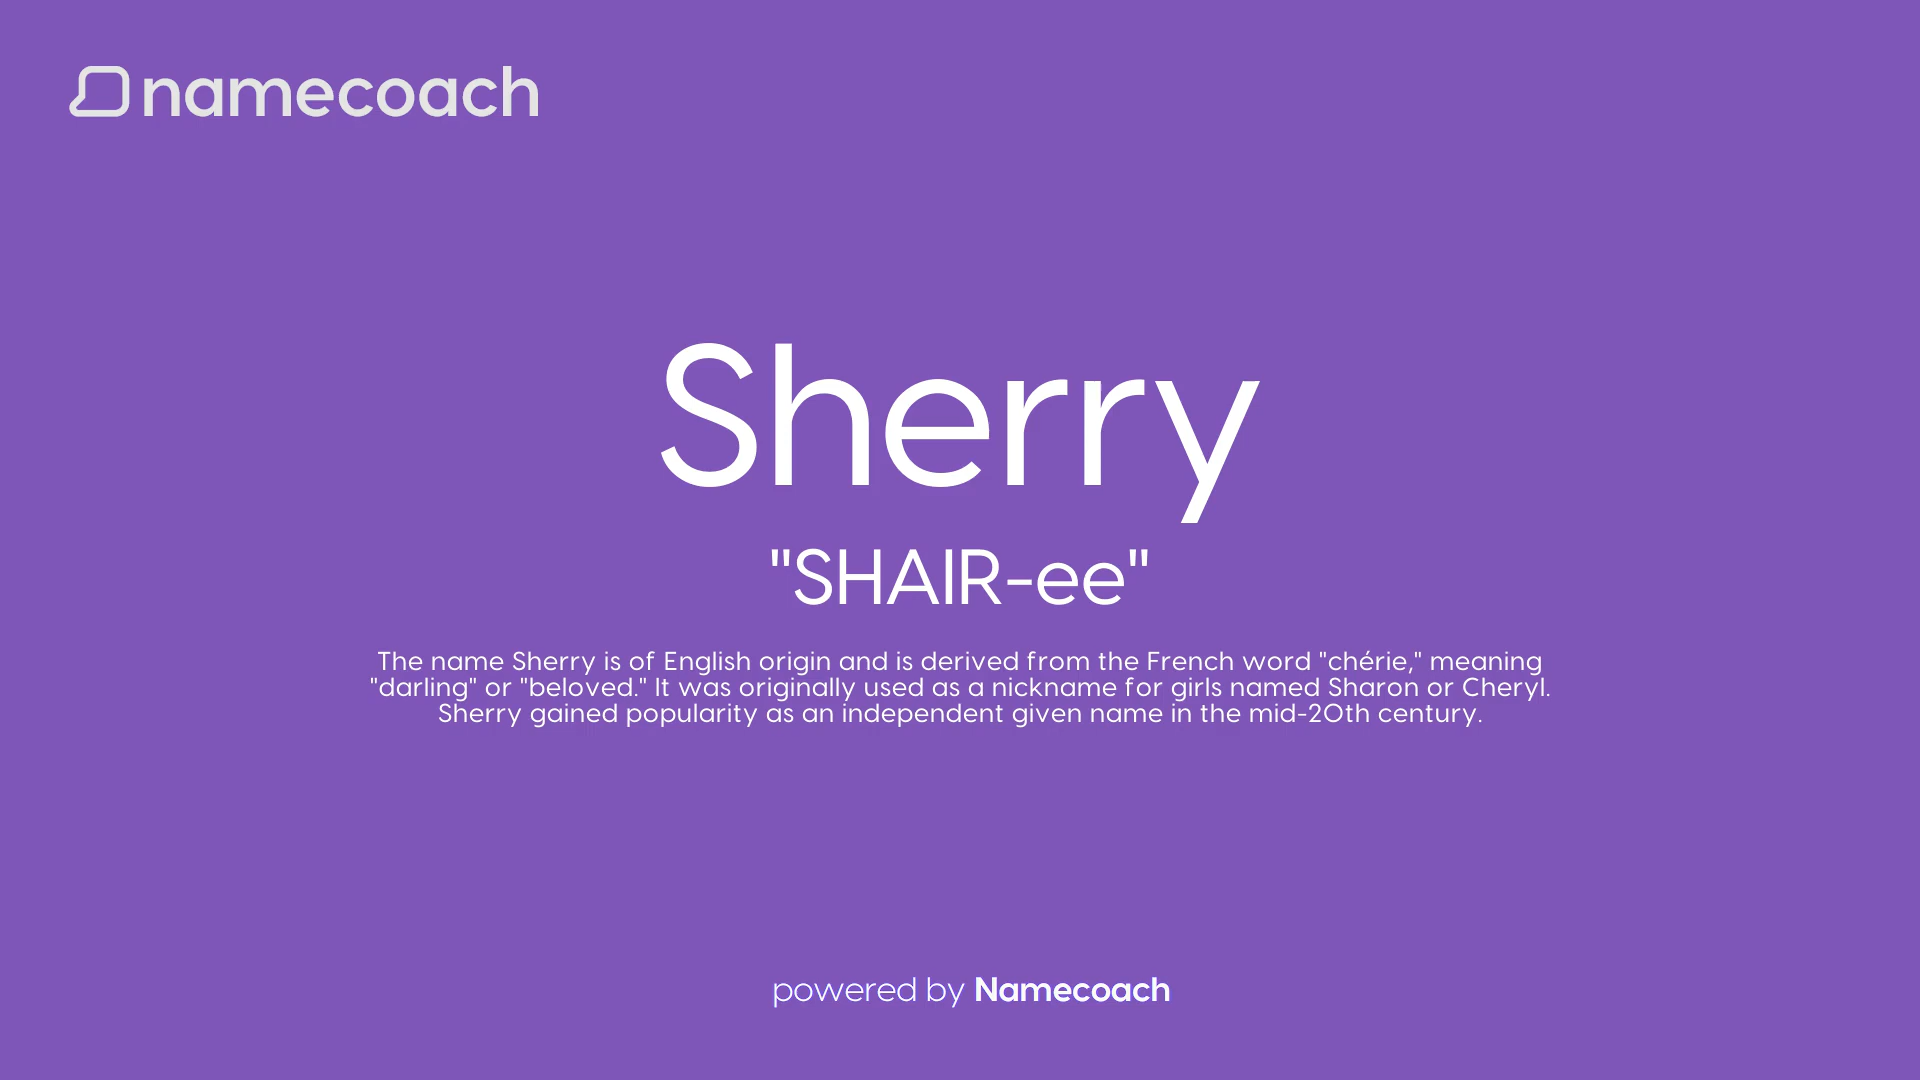 namecoach
Sherry
"SHAIR-ee"
The name Sherry is of English origin and is derived from the French word "chérie," meaning
"darling" or "beloved." It was originally used as a nickname for girls named Sharon or Cheryl.
Sherry gained popularity as an independent given name in the mid-20th century.
powered by Namecoach